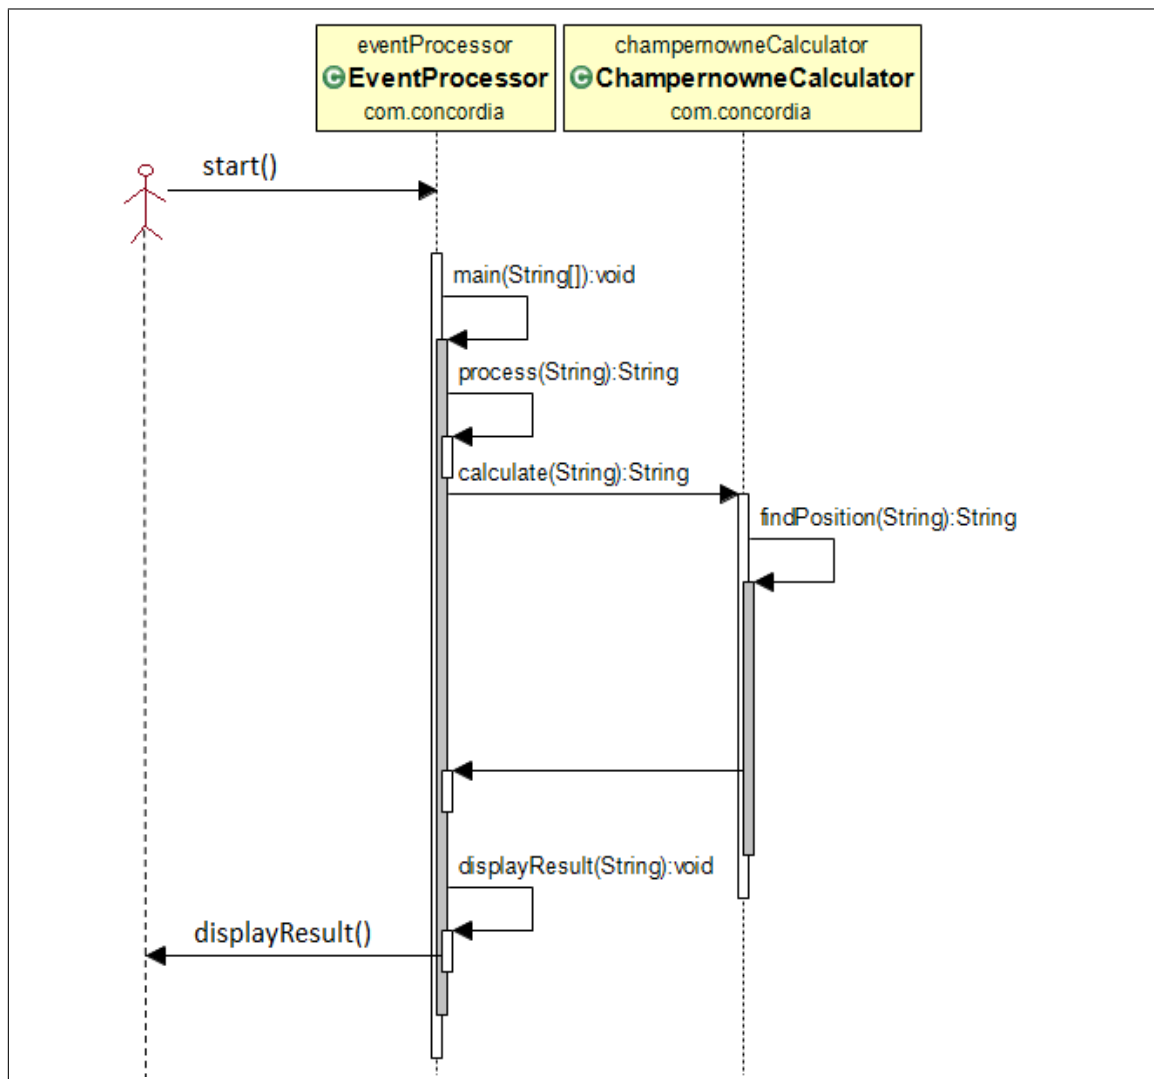 eventProcessor
C EventProcessor
com.concordia
champernowneCalculator
C ChampernowneCalculator
com.concordia
start()
main(String[]):void
process(String):String
calculate(String):String
findPosition(String):String
displayResult(String):void
displayResult()